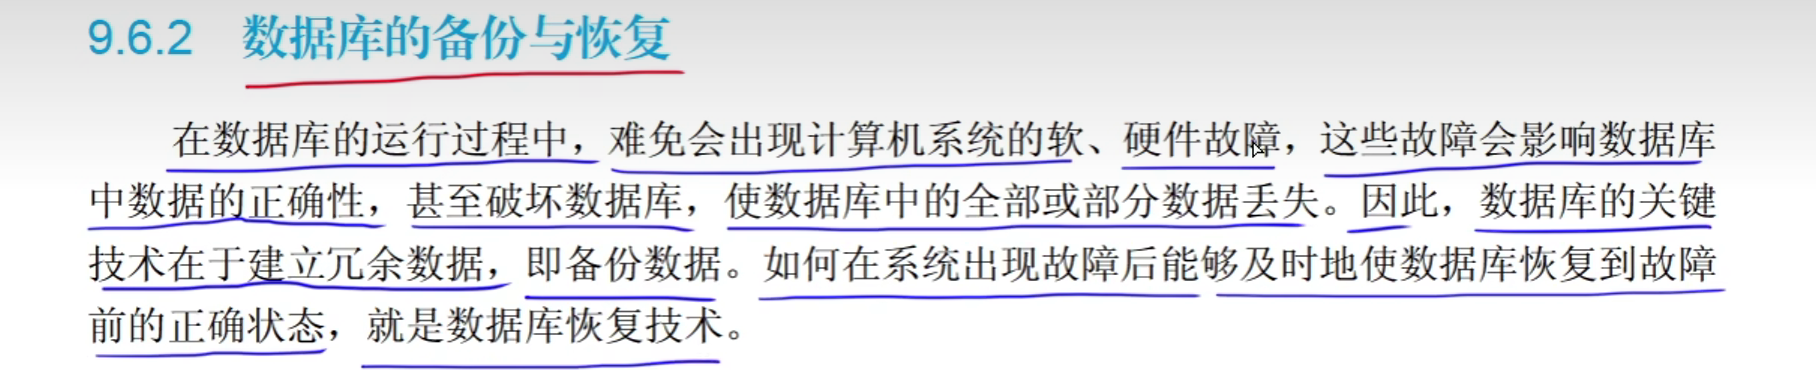 9.6.2 数据库的备份与恢复
在数据库的运行过程中，难免会出现计算机系统的软、硬件故障，这些故障会影响数据库
中数据的正确性，甚至破坏数据库，使数据库中的全部或部分数据丢失。因此，数据库的关键
技术在于建立冗余数据，即备份数据。如何在系统出现故障后能够及时地使数据库恢复到故障
前的正确状态，就是数据库恢复技术。